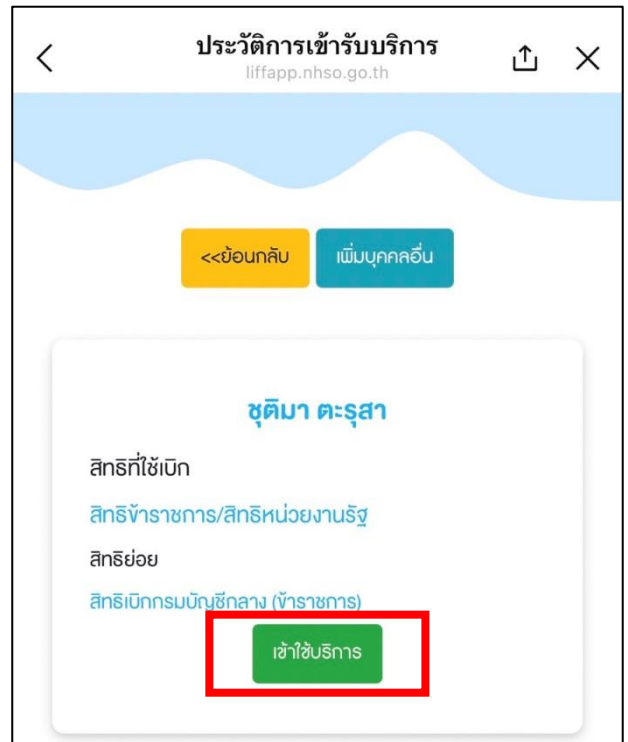 ประวัติการเข้ารับบริการ
liffapp.nhso.go.th
<<ย้อนกลับ
เพิ่มบุคคลอื่น
ชุติมา ตะรุสา
สิทธิที่ใช้เบิก
สิทธิข้าราชการ/สิทธิหน่วยงานรัฐ
สิทธิย่อย
สิทธิเบิกกรมบัญชีกลาง (ข้าราชการ)
เข้าใช้บริการ